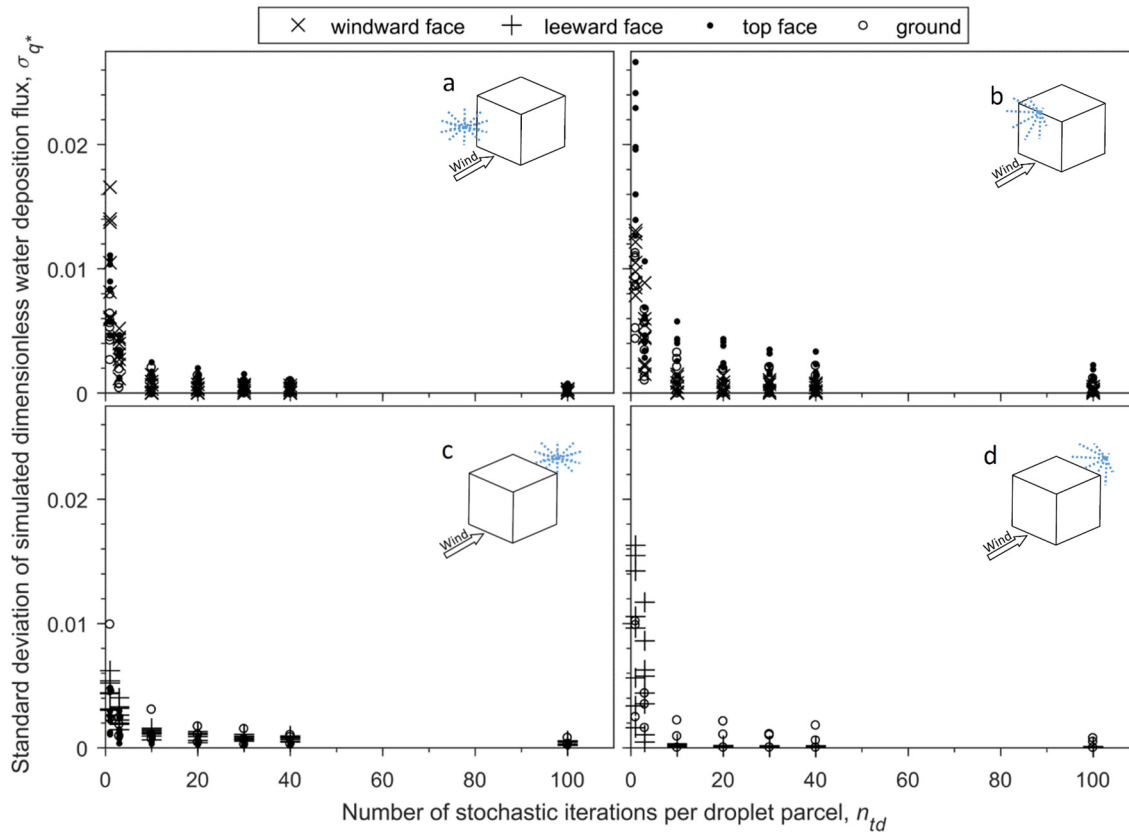 windward face leeward face top face ground
Standard deviation of simulated dimensionless water deposition flux, σq*
a
Wind
0.02
0.01
0
b
Wind
c
Wind
0.02
0.01
0
0 20 40 60 80 100
d
Wind
0 20 40 60 80 100
Number of stochastic iterations per droplet parcel, ntd